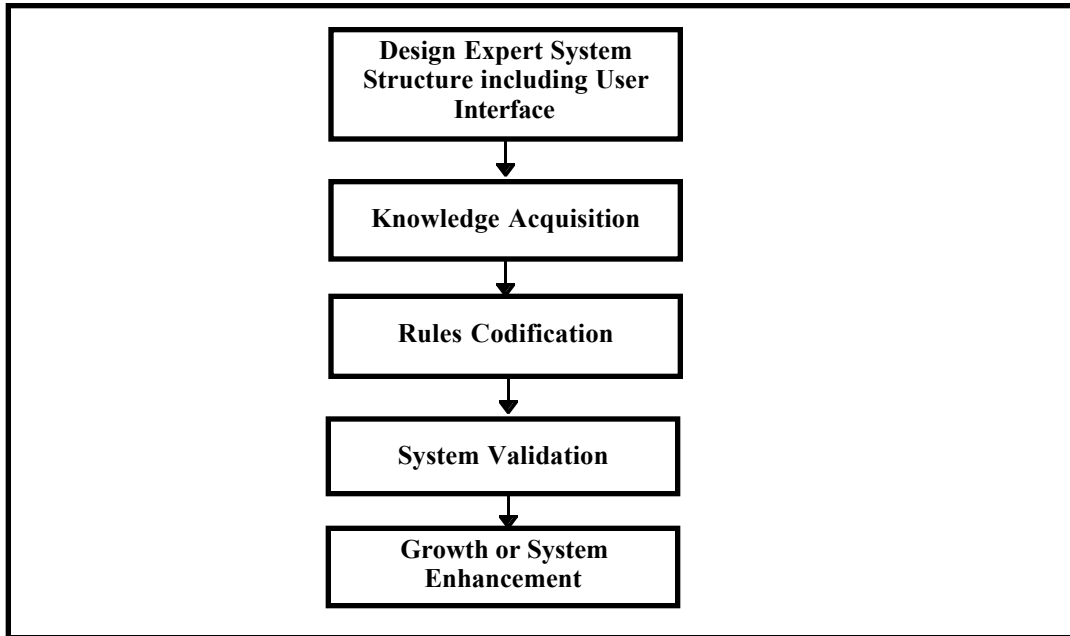 Design Expert System
Structure including User
Interface
Knowledge Acquisition
Rules Codification
System Validation
Growth or System
Enhancement